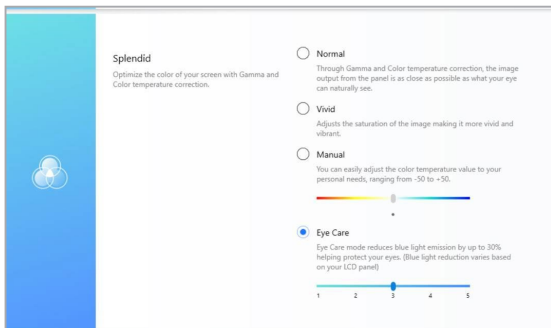 Splendid
Optimize the color of your screen with Gamma and
Color temperature correction.
Normal
Through Gamma and Color temperature correction, the image
output from the panel is as close as possible as what your eye
can naturally see.
Vivid
Adjusts the saturation of the image making it more vivid and
vibrant.
Manual
You can easily adjust the color temperature value to your
personal needs, ranging from -50 to +50.
Eye Care
Eye Care mode reduces blue light emission by up to 30%
helping protect your eyes. (Blue light reduction varies based
on your LCD panel)
1 2 3 4 5